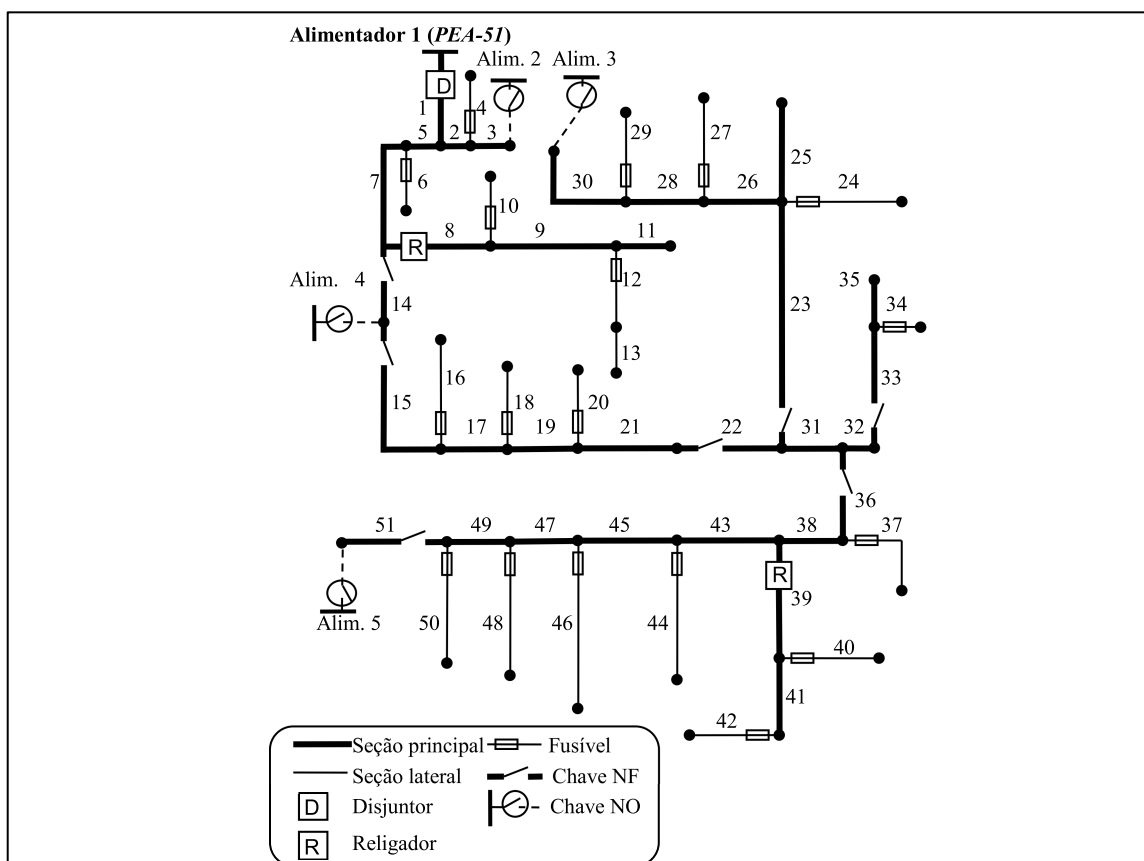 Alimentador 1 (PEA-51)
Alim. 2 Alim. 3
D
1 4
5 2 3
29 27
25
7 6
30 28 26 24
10
8 9 11
R
12
Alim. 4
35
14
34
23
13
16
33
15
18 20
17 19 21 22 31 32
36
51 49 47 45 43 38 37
R
39
Alim. 5 50 48 46 44
40
41
42
Seção principal Fusível
Seção lateral Chave NF
D Disjuntor Chave NO
R Religador